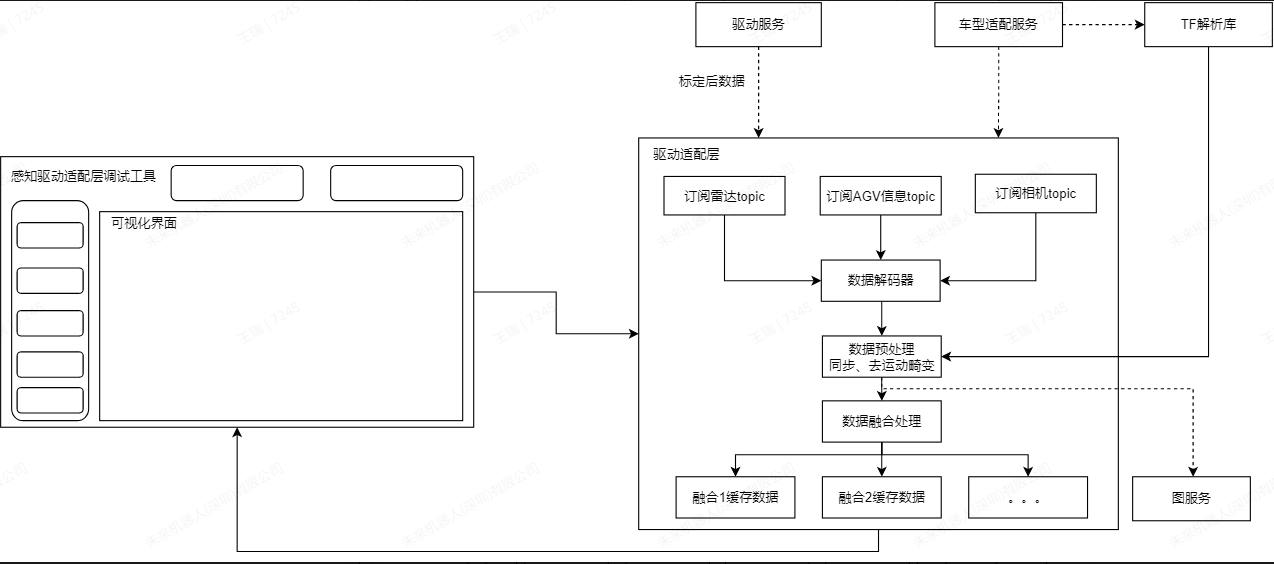 驱动服务
车型适配服务
TF解析库
标定后数据
驱动适配层
感知驱动适配层调试工具
可视化界面
订阅雷达topic
订阅AGV信息topic
订阅相机topic
数据解码器
数据预处理
同步、去运动畸变
数据融合处理
融合1缓存数据
融合2缓存数据
。。。
图服务
王瑞 | 7245
未来机器人(深圳)有限公司